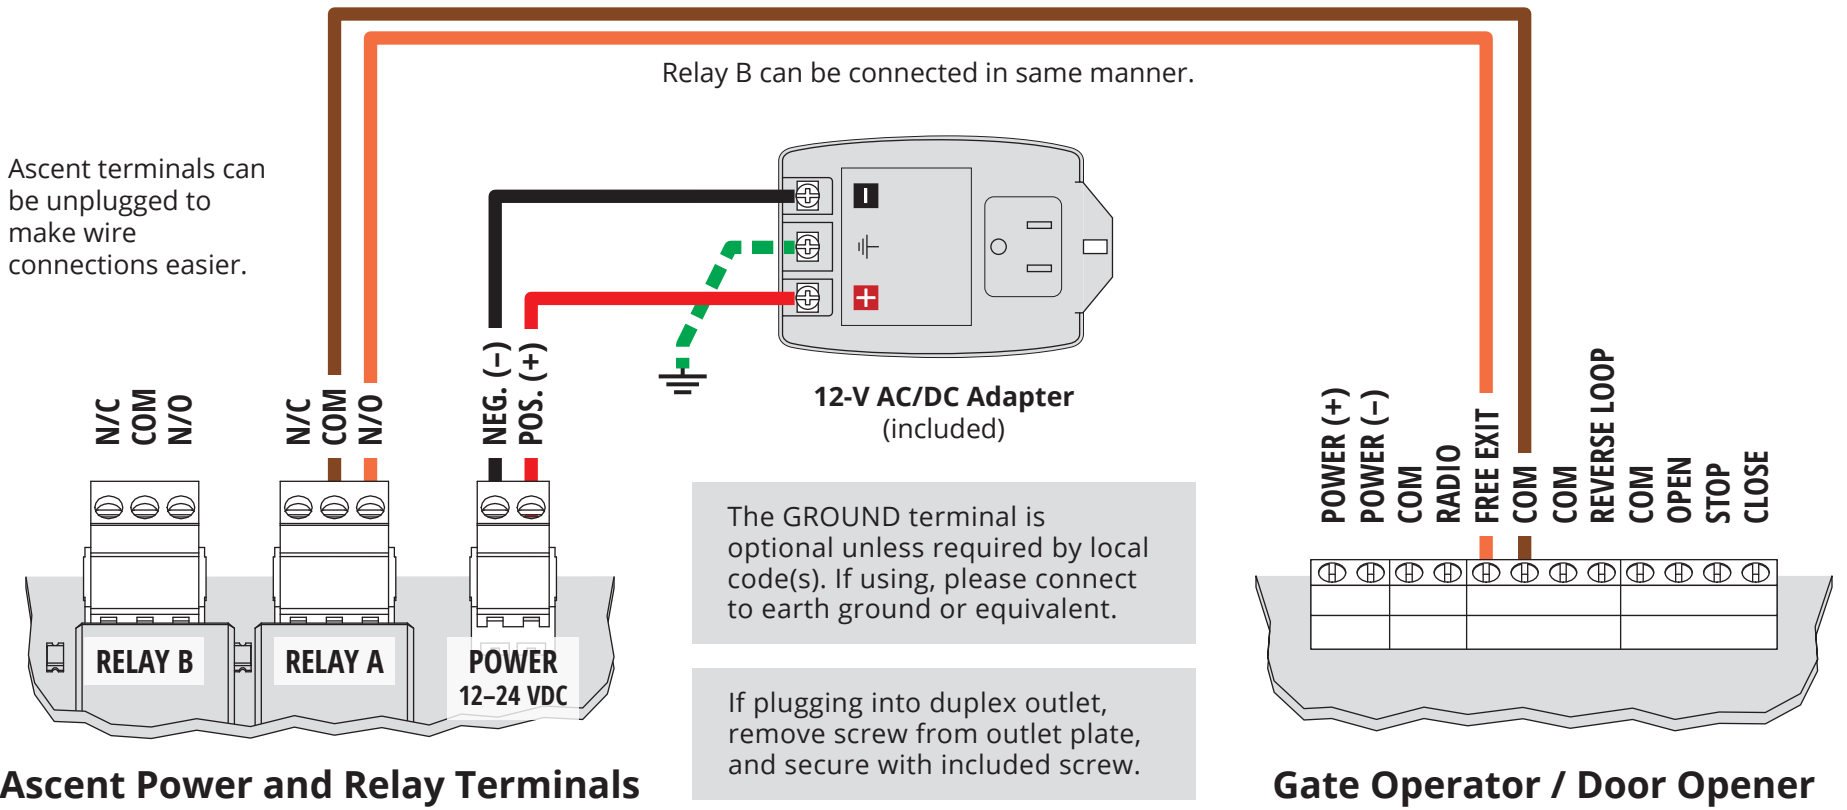 Relay B can be connected in same manner.
Ascent terminals can
be unplugged to
make wire
connections easier.
12-V AC/DC Adapter
(included)
N/C
COM
N/O
N/C
COM
N/O
NEG. (−)
POS. (+)
RELAY B
RELAY A
POWER
12–24 VDC
Ascent Power and Relay Terminals
The GROUND terminal is
optional unless required by local
code(s). If using, please connect
to earth ground or equivalent.
If plugging into duplex outlet,
remove screw from outlet plate,
and secure with included screw.
POWER (+)
POWER (−)
COM
RADIO
FREE EXIT
COM
COM
REVERSE LOOP
COM
OPEN
STOP
CLOSE
Gate Operator / Door Opener